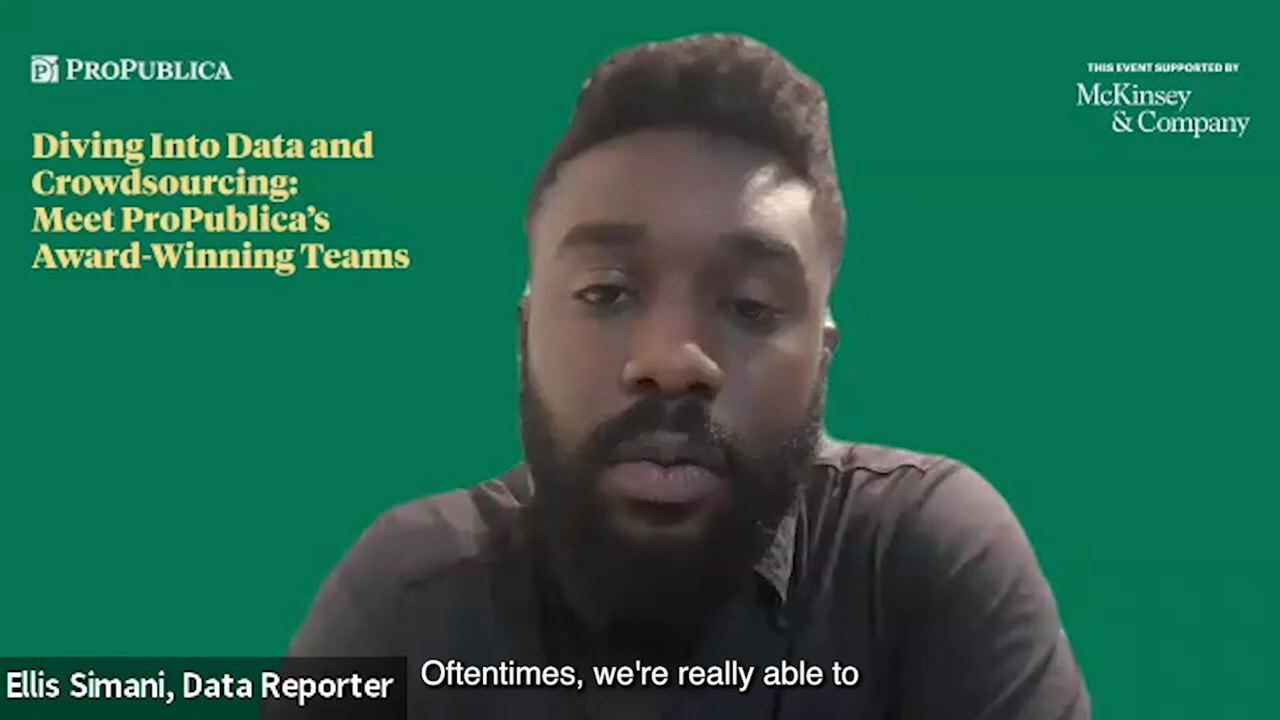 PROPUBLICA
THIS EVENT SUPPORTED BY
McKinsey
& Company
Diving Into Data and
Crowdsourcing:
Meet ProPublica's
Award-Winning Teams
Ellis Simani, Data Reporter
Oftentimes, we're really able to